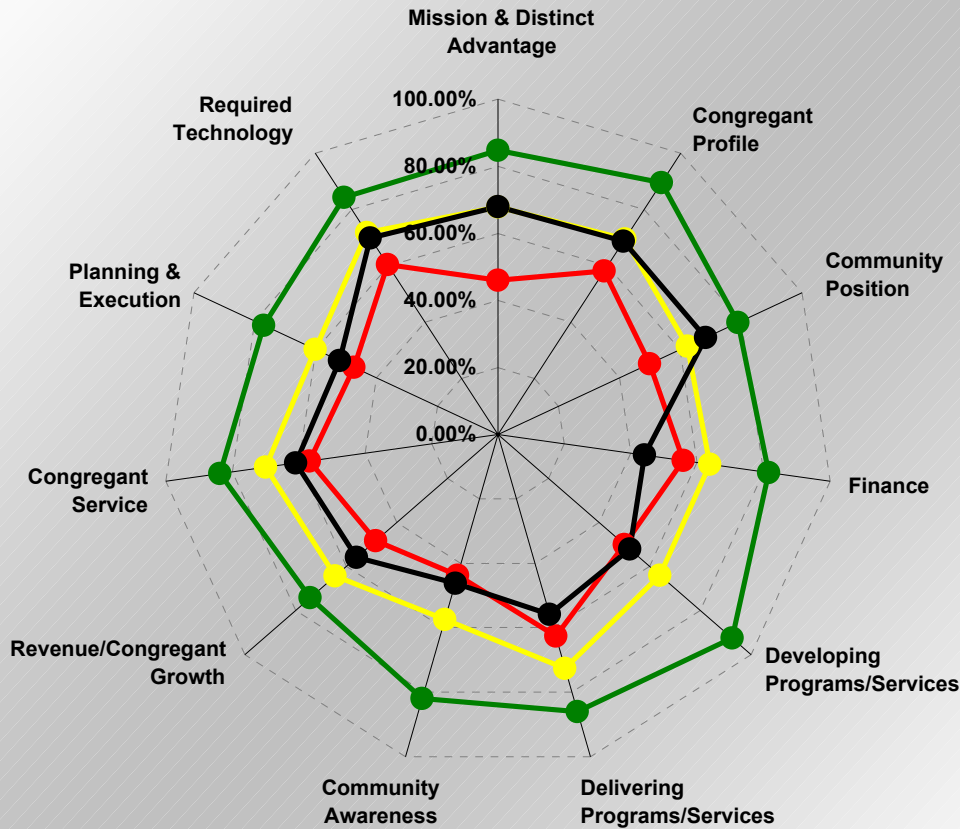 Mission & Distinct
Advantage
Required
Technology
100.00%
Congregant
Profile
80.00%
60.00%
Planning &
Execution
Community
Position
40.00%
20.00%
0.00%
Congregant
Service
Finance
Revenue/Congregant
Growth
Developing
Programs/Services
Community
Awareness
Delivering
Programs/Services